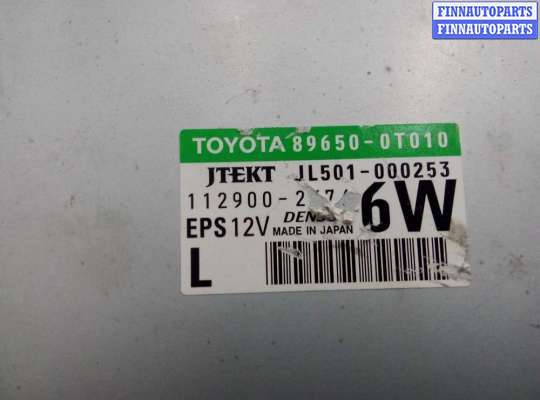 FINNAUTOPARTS
FINNAUTOPARTS
TOYOTA 89650-0T010
JTEKT JL501-000253
112900-
6W
EPS 12V
MADE IN JAPAN
L